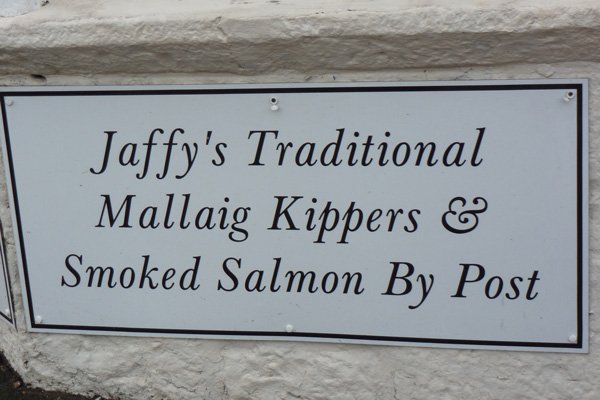 Jaffy's Traditional
Mallaig Kippers &
Smoked Salmon By Post